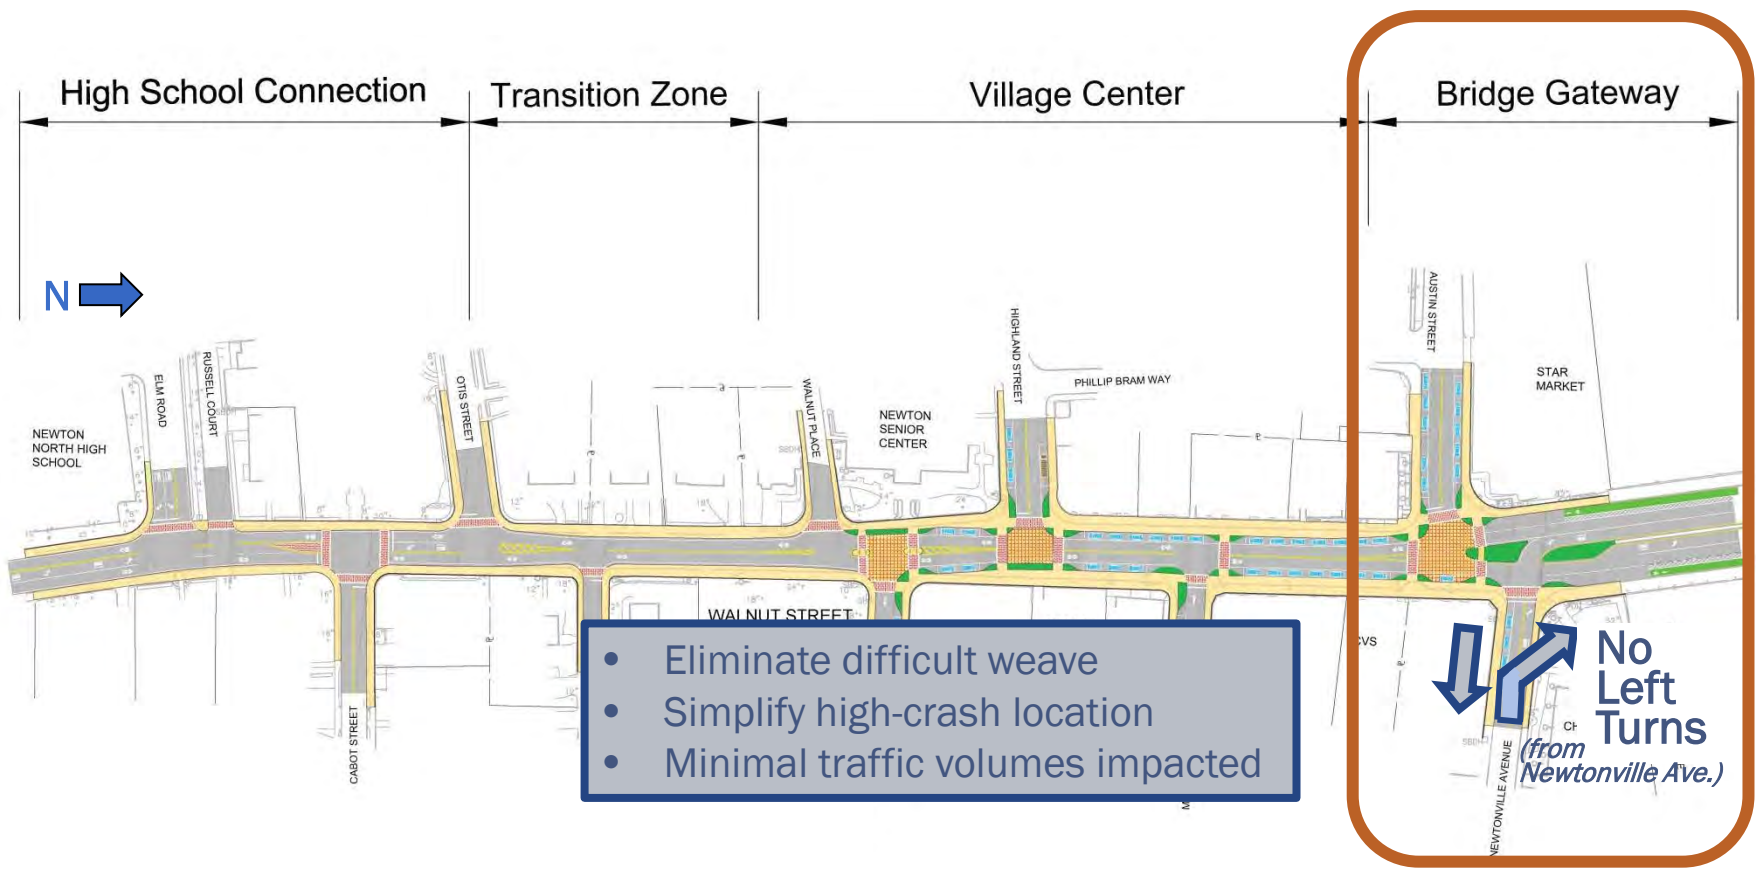 High School Connection
Transition Zone
Village Center
Bridge Gateway
N
NEWTON
NORTH HIGH
SCHOOL
ELM ROAD
RUSSELL COURT
OTIS STREET
WALNUT PLACE
NEWTON
SENIOR
CENTER
HIGHLAND STREET
PHILLIP BRAM WAY
AUSTIN STREET
STAR
MARKET
WALNUT STREET
CABOT STREET
• Eliminate difficult weave
• Simplify high-crash location
• Minimal traffic volumes impacted
CVS
No
Left
Turns
(from
Newtonville Ave.)
NEWTONVILLE AVENUE